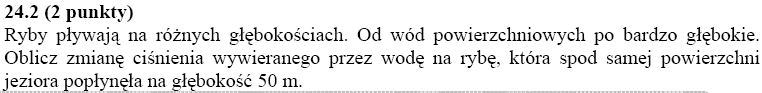 24.2 (2 punkty)
Ryby pływają na różnych głębokościach. Od wód powierzchniowych po bardzo głębokie.
Oblicz zmianę ciśnienia wywieranego przez wodę na rybę, która spod samej powierzchni
jeziora popłynęła na głębokość 50 m.